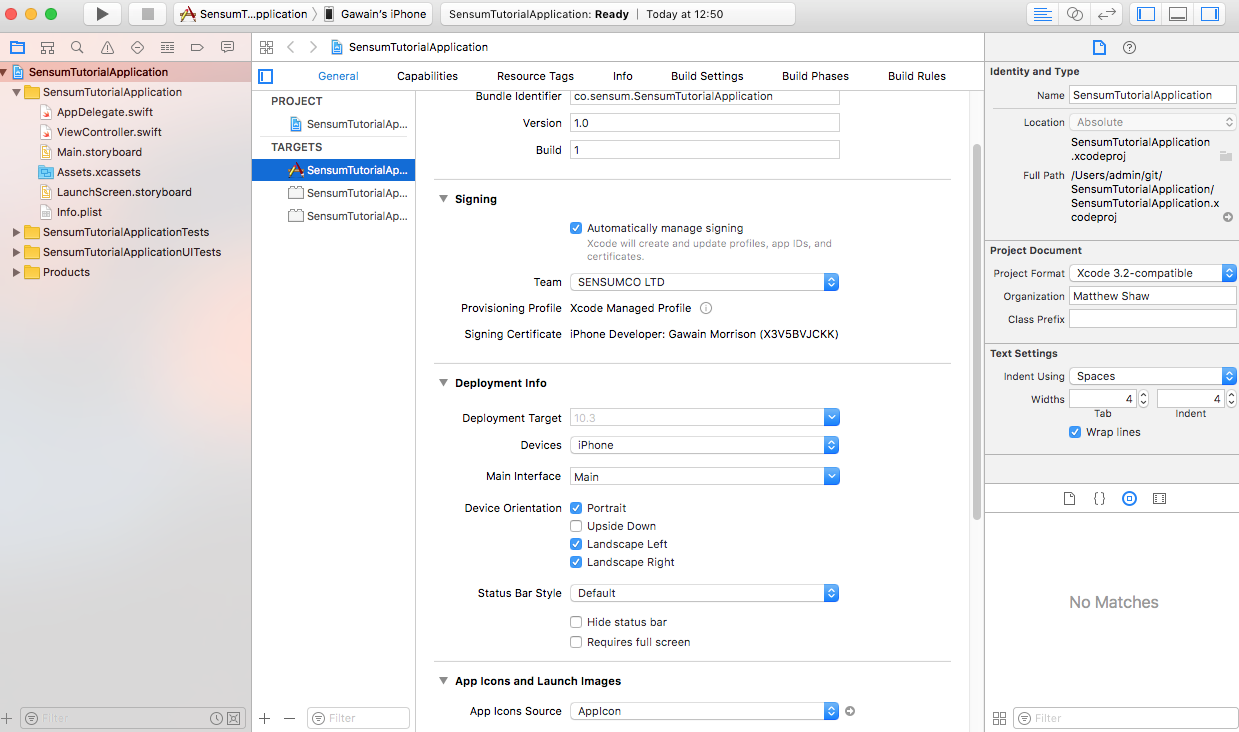 SensumT...pplication
Gawain's iPhone
SensumTutorialApplication: Ready | Today at 12:50
SensumTutorialApplication
SensumTutorialApplication
AppDelegate.swift
ViewController.swift
Main.storyboard
Assets.xcassets
LaunchScreen.storyboard
Info.plist
SensumTutorialApplicationTests
SensumTutorialApplicationUITests
Products
Filter
SensumTutorialApplication
General Capabilities Resource Tags Info Build Settings Build Phases Build Rules
PROJECT
SensumTutorialAp...
TARGETS
SensumTutorialAp...
SensumTutorialAp...
SensumTutorialAp...
Filter
Bundle Identifier co.sensum.SensumTutorialApplication
Version 1.0
Build 1
Signing
Automatically manage signing
Xcode will create and update profiles, app IDs, and
certificates.
Team SENSUMCO LTD
Provisioning Profile Xcode Managed Profile
Signing Certificate iPhone Developer: Gawain Morrison (X3V5BVJCKK)
Deployment Info
Deployment Target 10.3
Devices iPhone
Main Interface Main
Device Orientation Portrait
Upside Down
Landscape Left
Landscape Right
Status Bar Style Default
Hide status bar
Requires full screen
App Icons and Launch Images
App Icons Source AppIcon
Identity and Type
Name SensumTutorialApplication
Location Absolute
SensumTutorialApplication
.xcodeproj
Full Path /Users/admin/git/
SensumTutorialApplication/
SensumTutorialApplication.x
codeproj
Project Document
Project Format Xcode 3.2-compatible
Organization Matthew Shaw
Class Prefix
Text Settings
Indent Using Spaces
Widths 4 4
Tab Indent
Wrap lines
No Matches
Filter